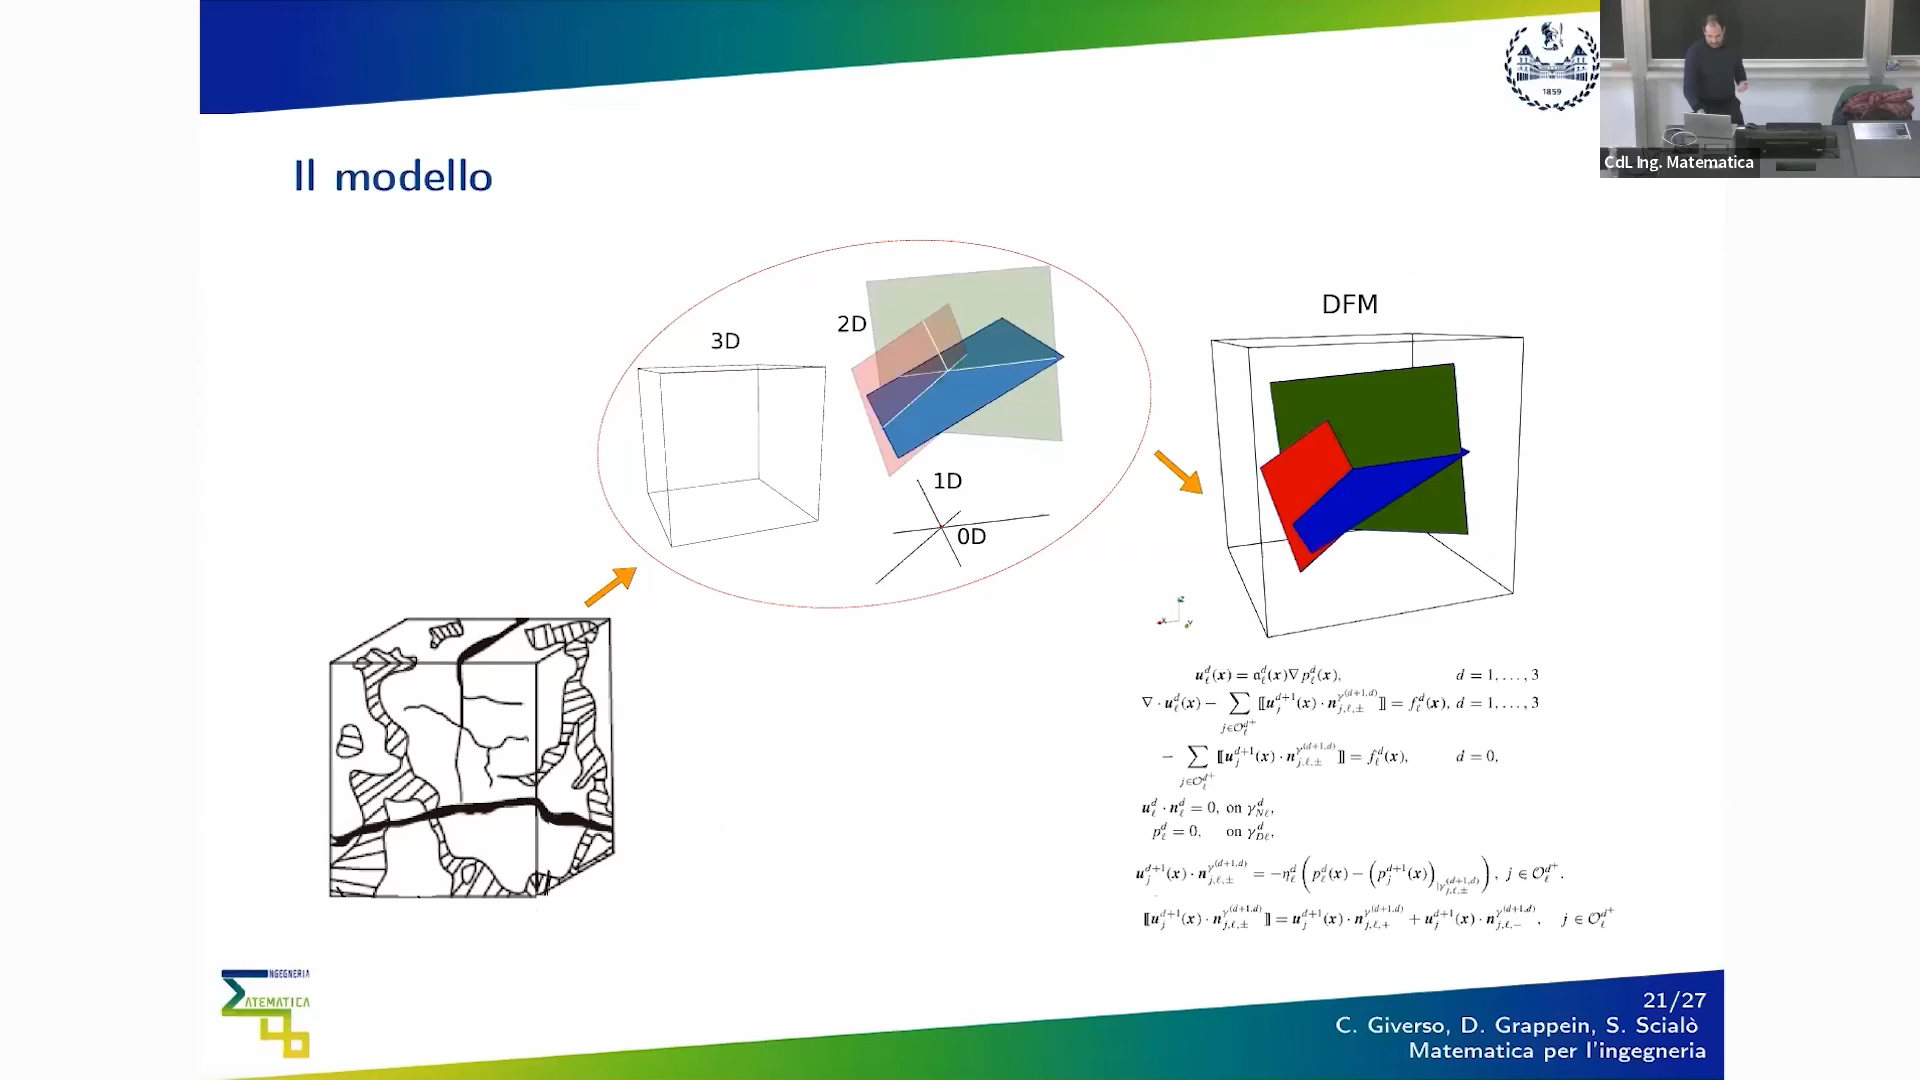 1859
CdL Ing. Matematica
Il modello
3D
2D
1D
0D
DFM
u_ℓ^d(x) = 𝔞_ℓ^d(x)∇p_ℓ^d(x), d = 1, . . . , 3
∇ · u_ℓ^d(x) − ∑_{j∈𝒪_ℓ^{d+}} ⟦u_j^{d+1}(x) · n_{j,ℓ,±}^{γ^{(d+1,d)}}⟧ = f_ℓ^d(x), d = 1, . . . , 3
− ∑_{j∈𝒪_ℓ^{d+}} ⟦u_j^{d+1}(x) · n_{j,ℓ,±}^{γ^{(d+1,d)}}⟧ = f_ℓ^d(x), d = 0,
u_ℓ^d · n_ℓ^d = 0, on γ_{Nℓ}^d,
p_ℓ^d = 0, on γ_{Dℓ}^d,
u_j^{d+1}(x) · n_{j,ℓ,±}^{γ^{(d+1,d)}} = −η_ℓ^d ( p_ℓ^d(x) − ( p_j^{d+1}(x) )_{|γ_{j,ℓ,±}^{(d+1,d)}} ), j ∈ 𝒪_ℓ^{d+}.
⟦u_j^{d+1}(x) · n_{j,ℓ,±}^{γ^{(d+1,d)}}⟧ = u_j^{d+1}(x) · n_{j,ℓ,+}^{γ^{(d+1,d)}} + u_j^{d+1}(x) · n_{j,ℓ,−}^{γ^{(d+1,d)}}, j ∈ 𝒪_ℓ^{d+}
NGEGNERIA
ATEMATICA
21/27
C. Giverso, D. Grappein, S. Scialò
Matematica per l'ingegneria